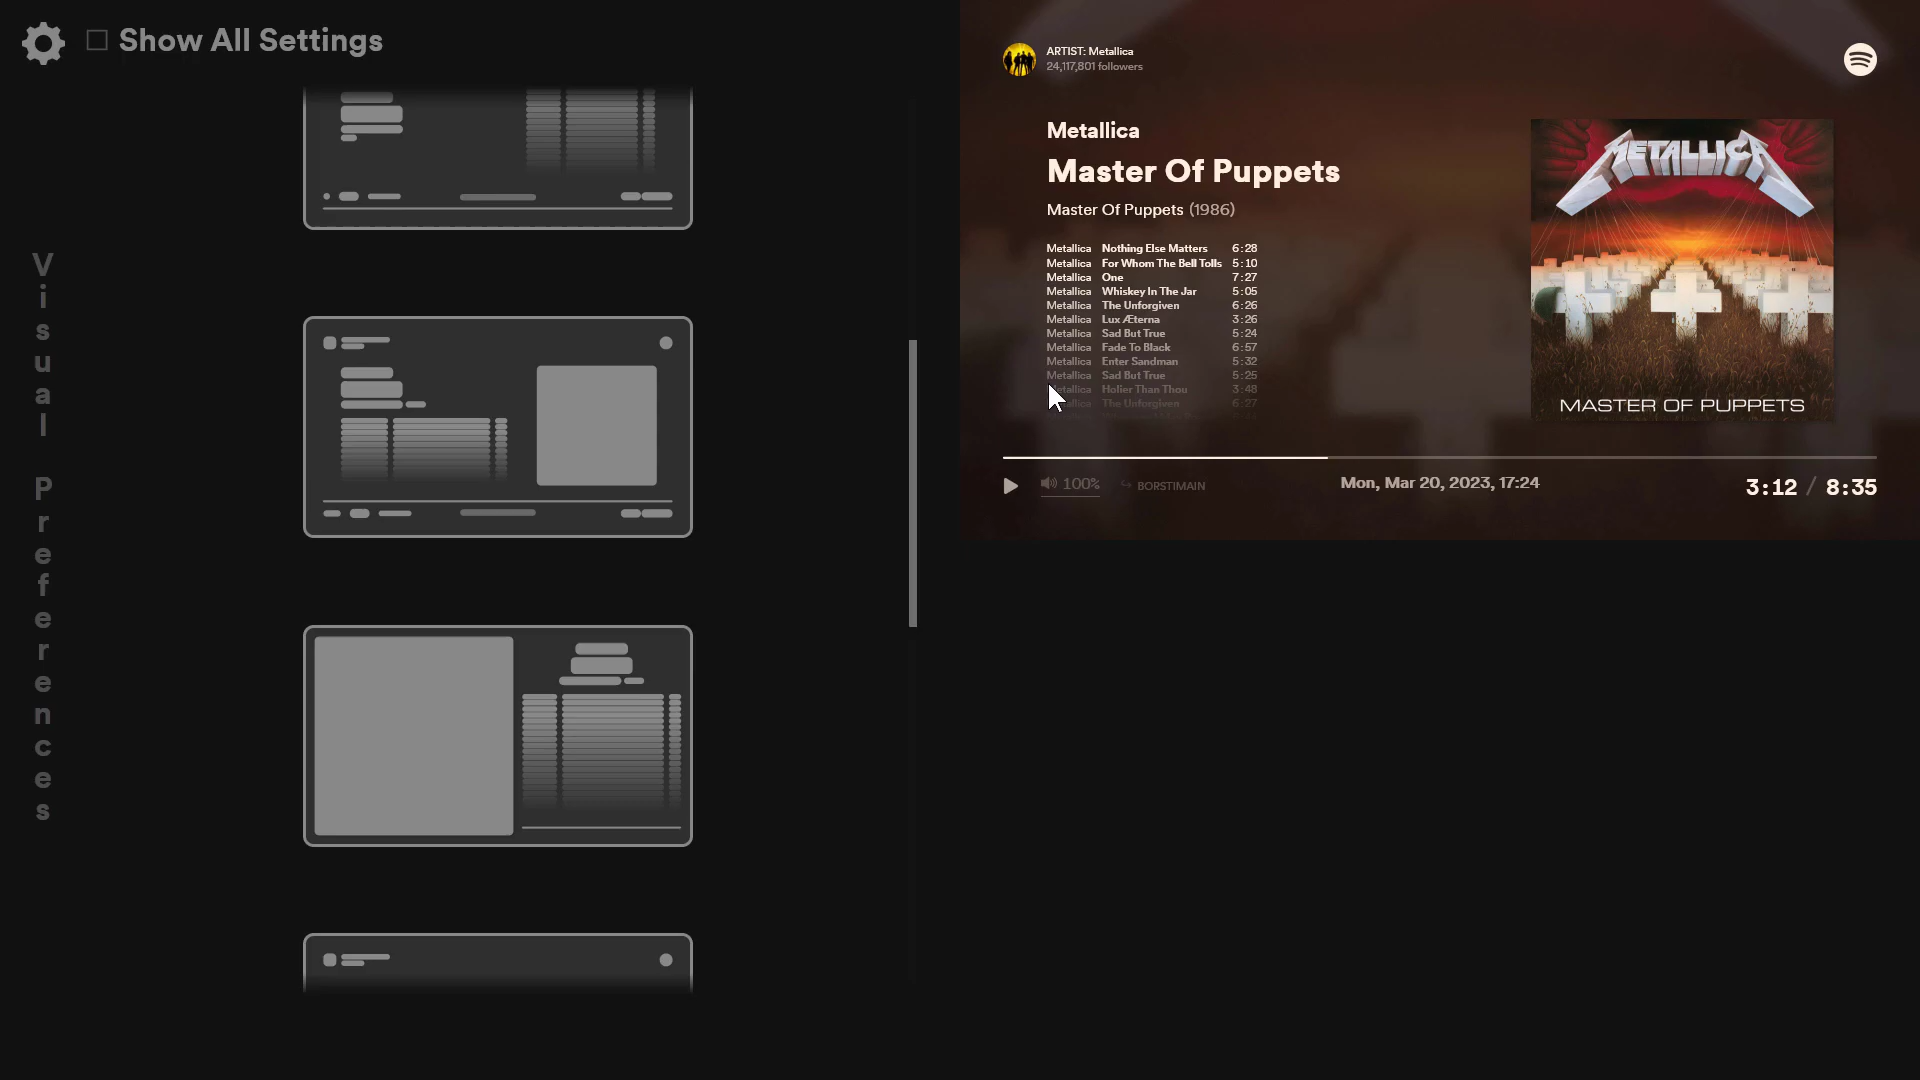 Show All Settings
Visual Preferences
ARTIST: Metallica
24,117,801 followers
Metallica
Master Of Puppets
Master Of Puppets (1986)
Metallica Nothing Else Matters 6:28
Metallica For Whom The Bell Tolls 5:10
Metallica One 7:27
Metallica Whiskey In The Jar 5:05
Metallica The Unforgiven 6:26
Metallica Lux Æterna 3:26
Metallica Sad But True 5:24
Metallica Fade To Black 6:57
Metallica Enter Sandman 5:32
Metallica Sad But True 5:25
Metallica Holier Than Thou 3:48
Metallica The Unforgiven 6:27
METALLICA
MASTER OF PUPPETS
100%
BORSTIMAIN
Mon, Mar 20, 2023, 17:24
3:12 / 8:35